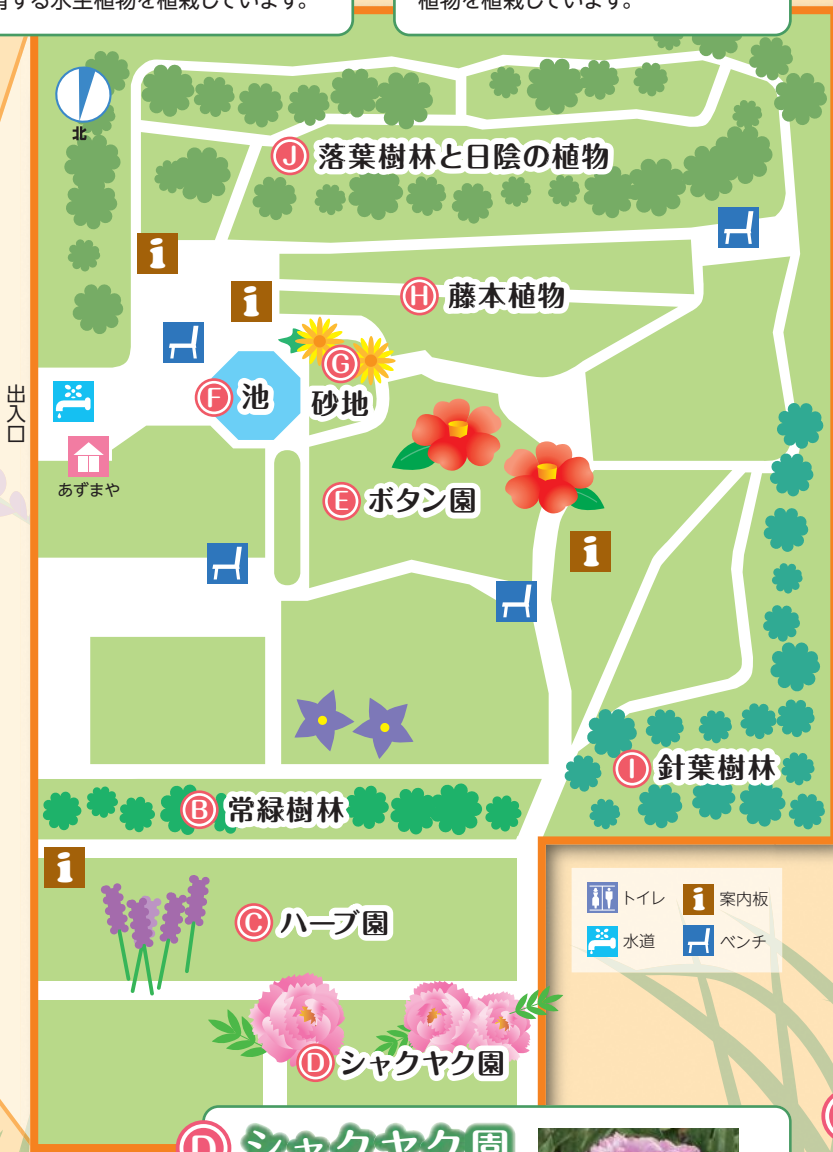 有する水生植物を植栽しています。
植物を植栽しています。
北
J 落葉樹林と日陰の植物
i
i
H 藤本植物
G
砂地
F 池
出入口
あずまや
E ボタン園
i
I 針葉樹林
B 常緑樹林
i
C ハーブ園
トイレ
i 案内板
水道
ベンチ
D シャクヤク園
D シャクヤク園